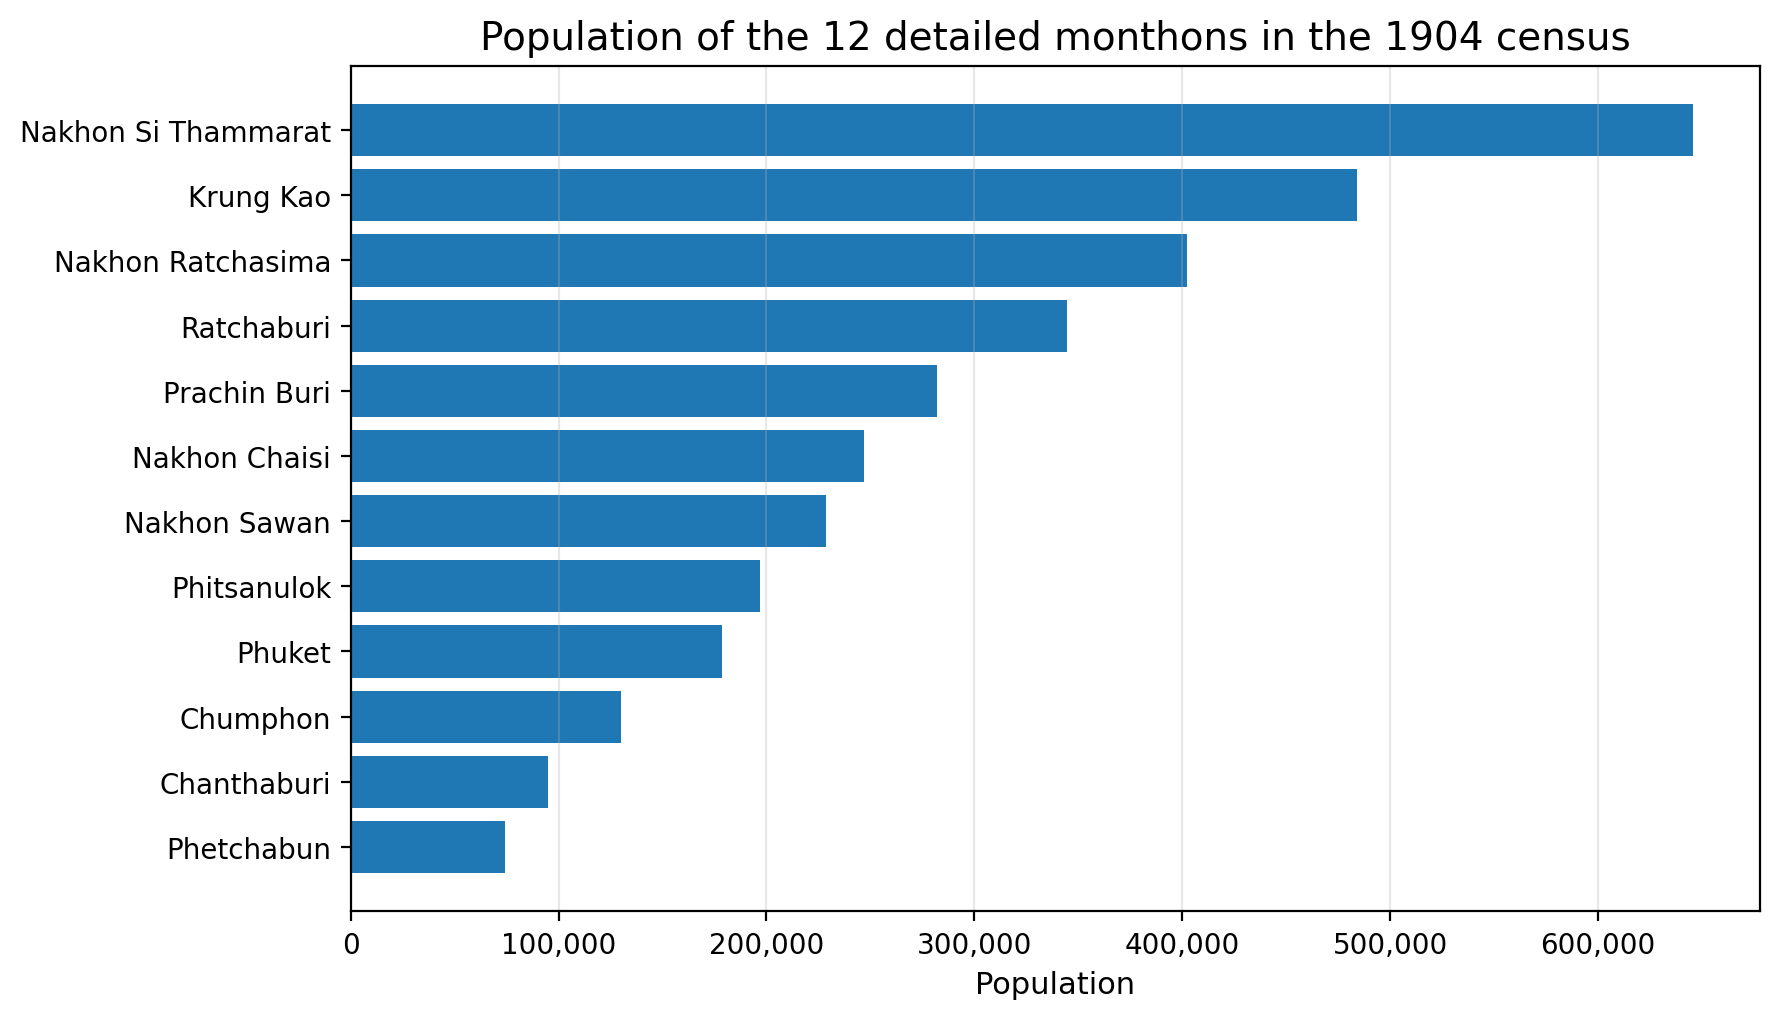 Population of the 12 detailed monthons in the 1904 census
Nakhon Si Thammarat
Krung Kao
Nakhon Ratchasima
Ratchaburi
Prachin Buri
Nakhon Chaisi
Nakhon Sawan
Phitsanulok
Phuket
Chumphon
Chanthaburi
Phetchabun
0 100,000 200,000 300,000 400,000 500,000 600,000
Population